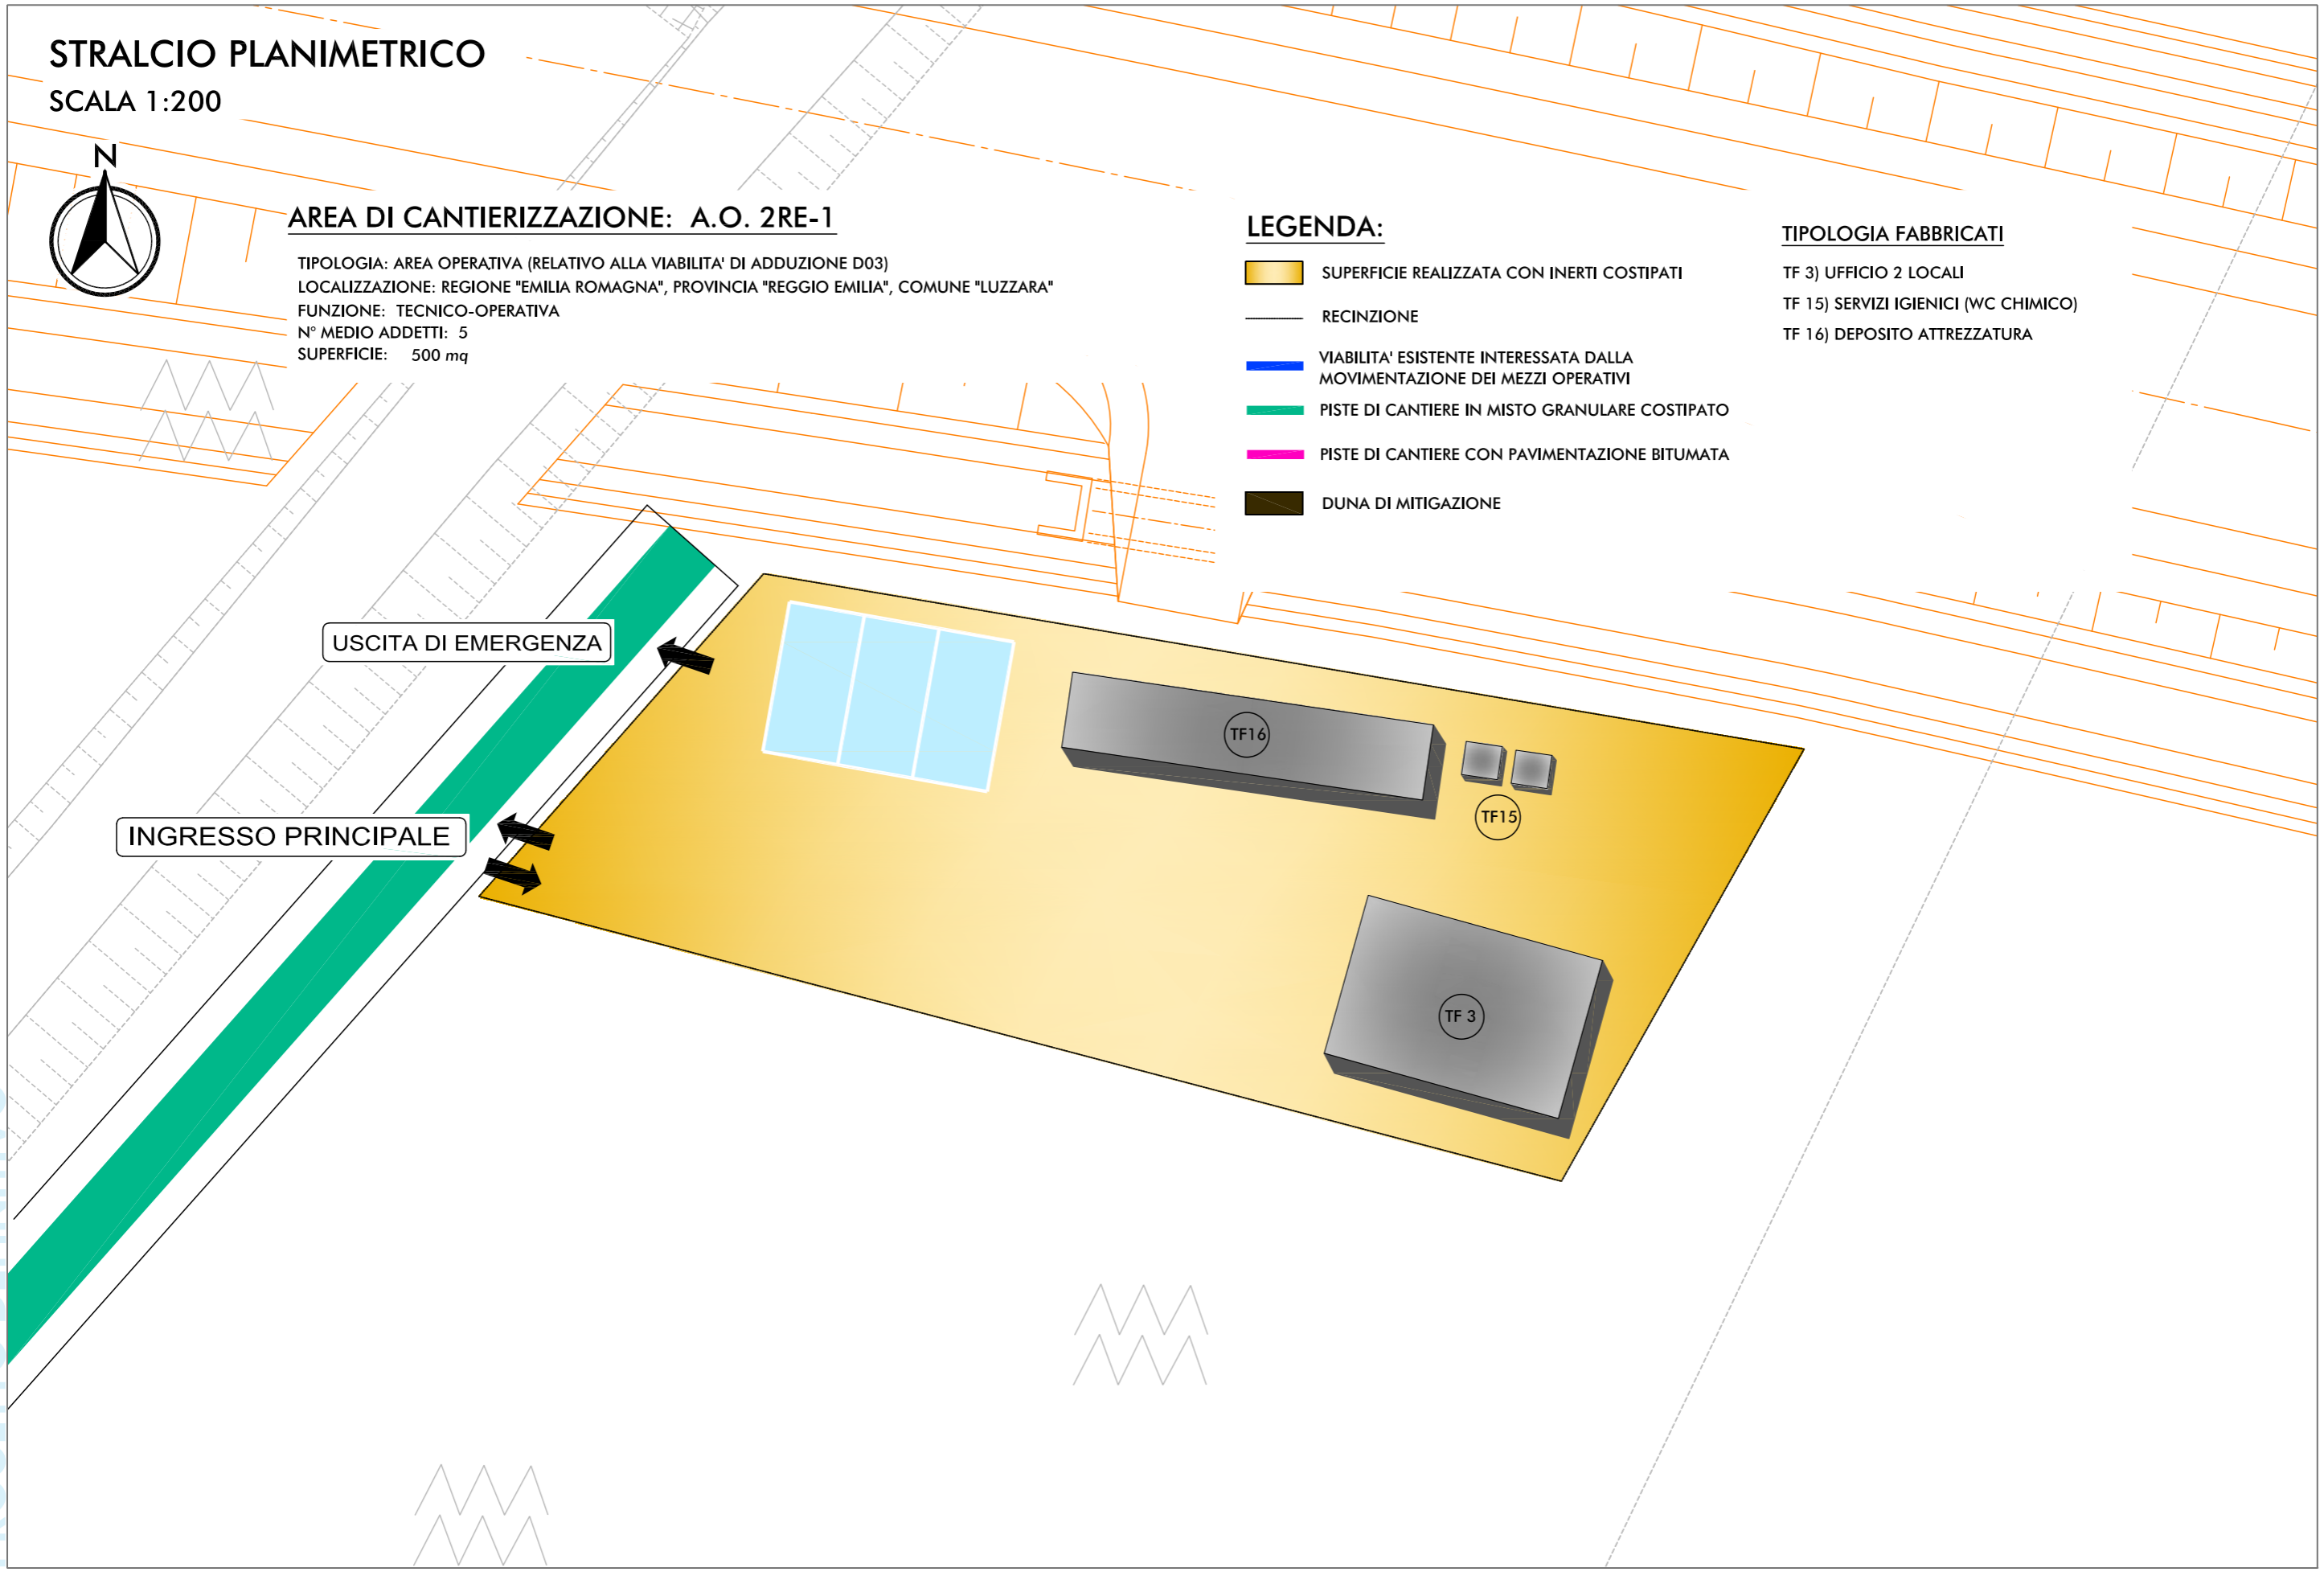 STRALCIO PLANIMETRICO
SCALA 1:200
N
AREA DI CANTIERIZZAZIONE: A.O. 2RE-1
TIPOLOGIA: AREA OPERATIVA (RELATIVO ALLA VIABILITA' DI ADDUZIONE D03)
LOCALIZZAZIONE: REGIONE "EMILIA ROMAGNA", PROVINCIA "REGGIO EMILIA", COMUNE "LUZZARA"
FUNZIONE: TECNICO-OPERATIVA
N° MEDIO ADDETTI: 5
SUPERFICIE: 500 mq
LEGENDA:
SUPERFICIE REALIZZATA CON INERTI COSTIPATI
RECINZIONE
VIABILITA' ESISTENTE INTERESSATA DALLA
MOVIMENTAZIONE DEI MEZZI OPERATIVI
PISTE DI CANTIERE IN MISTO GRANULARE COSTIPATO
PISTE DI CANTIERE CON PAVIMENTAZIONE BITUMATA
DUNA DI MITIGAZIONE
TIPOLOGIA FABBRICATI
TF 3) UFFICIO 2 LOCALI
TF 15) SERVIZI IGIENICI (WC CHIMICO)
TF 16) DEPOSITO ATTREZZATURA
USCITA DI EMERGENZA
INGRESSO PRINCIPALE
TF16
TF15
TF 3